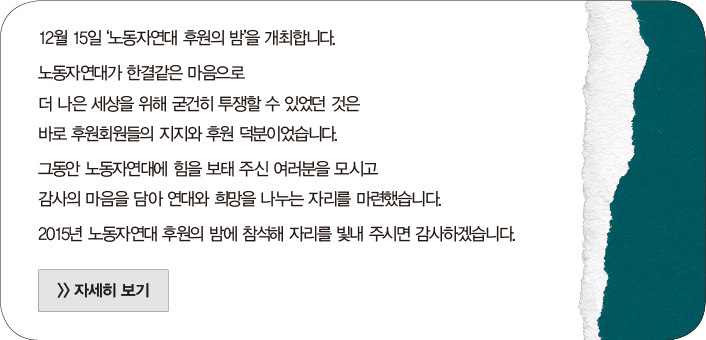 12월 15일 ‘노동자연대 후원의 밤’을 개최합니다.
노동자연대가 한결같은 마음으로
더 나은 세상을 위해 굳건히 투쟁할 수 있었던 것은
바로 후원회원들의 지지와 후원 덕분이었습니다.
그동안 노동자연대에 힘을 보태 주신 여러분을 모시고
감사의 마음을 담아 연대와 희망을 나누는 자리를 마련했습니다.
2015년 노동자연대 후원의 밤에 참석해 자리를 빛내 주시면 감사하겠습니다.
>> 자세히 보기